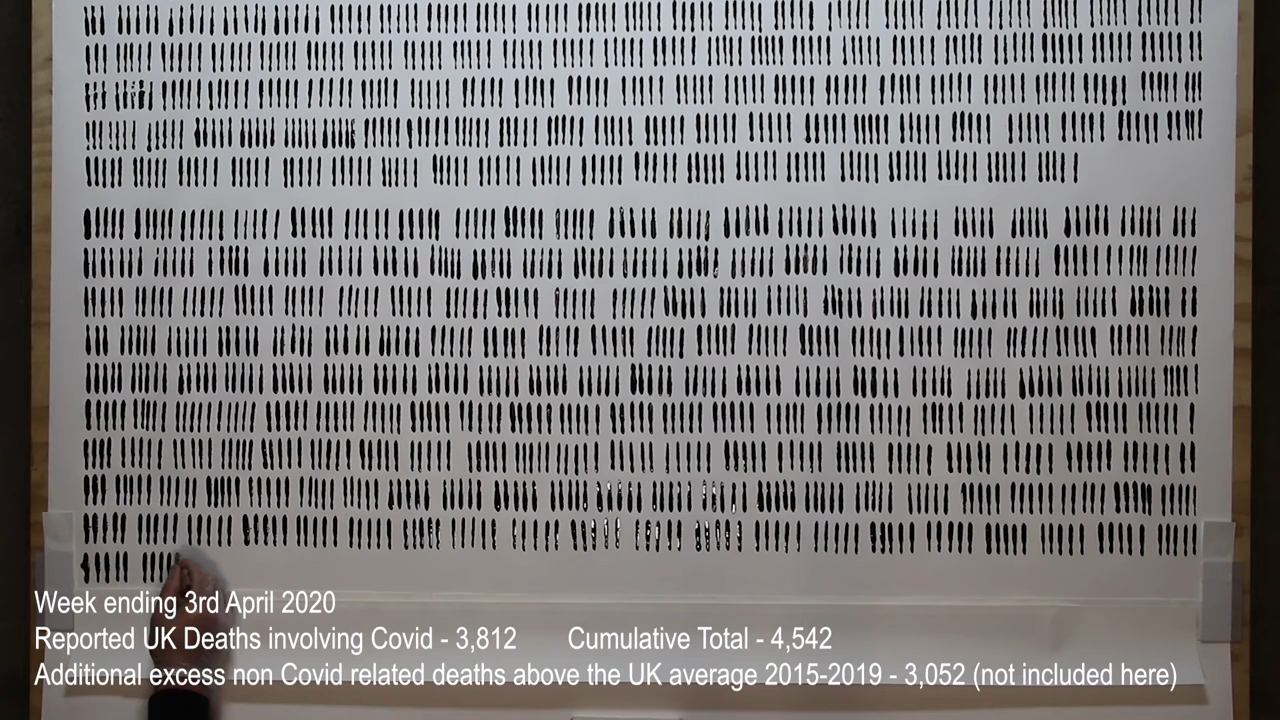 Week ending 3rd April 2020
Reported UK Deaths involving Covid - 3,812 Cumulative Total - 4,542
Additional excess non Covid related deaths above the UK average 2015-2019 - 3,052 (not included here)